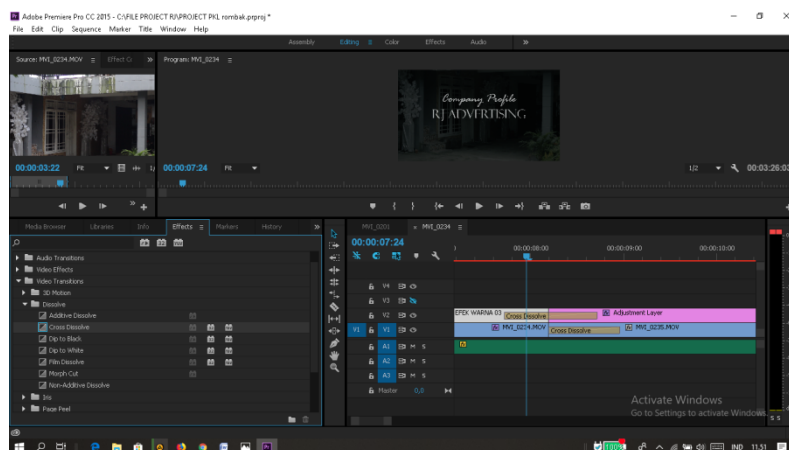 Adobe Premiere Pro CC 2015 - C:\FILE PROJECT RJ\PROJECT PKL rombak.prproj *
File Edit Clip Sequence Marker Title Window Help
Assembly Editing Color Effects Audio
Source: MVI_0234.MOV Effect Co Program: MVI_0234
Company Profile
RJ ADVERTISING
00:00:03:22 Fit 1/ 00:00:07:24 Fit 1/2 00:03:26:03
Media Browser Libraries Info Effects Markers History
MVI_0201 × MVI_0234
00:00:07:24
00:00:08:00 00:00:09:00 00:00:10:00
Audio Transitions
Video Effects
Video Transitions
3D Motion
Dissolve
Additive Dissolve
Cross Dissolve
Dip to Black
Dip to White
Film Dissolve
Morph Cut
Non-Additive Dissolve
Iris
Page Peel
V4
V3
V2 EFEK WARNA 03 Cross Dissolve Adjustment Layer
V1 V1 MVI_0234.MOV Cross Dissolve MVI_0235.MOV
A1 M S
A2 M S
A3 M S
Master 0,0
Activate Windows
Go to Settings to activate Windows.
S S
100% IND 11.51